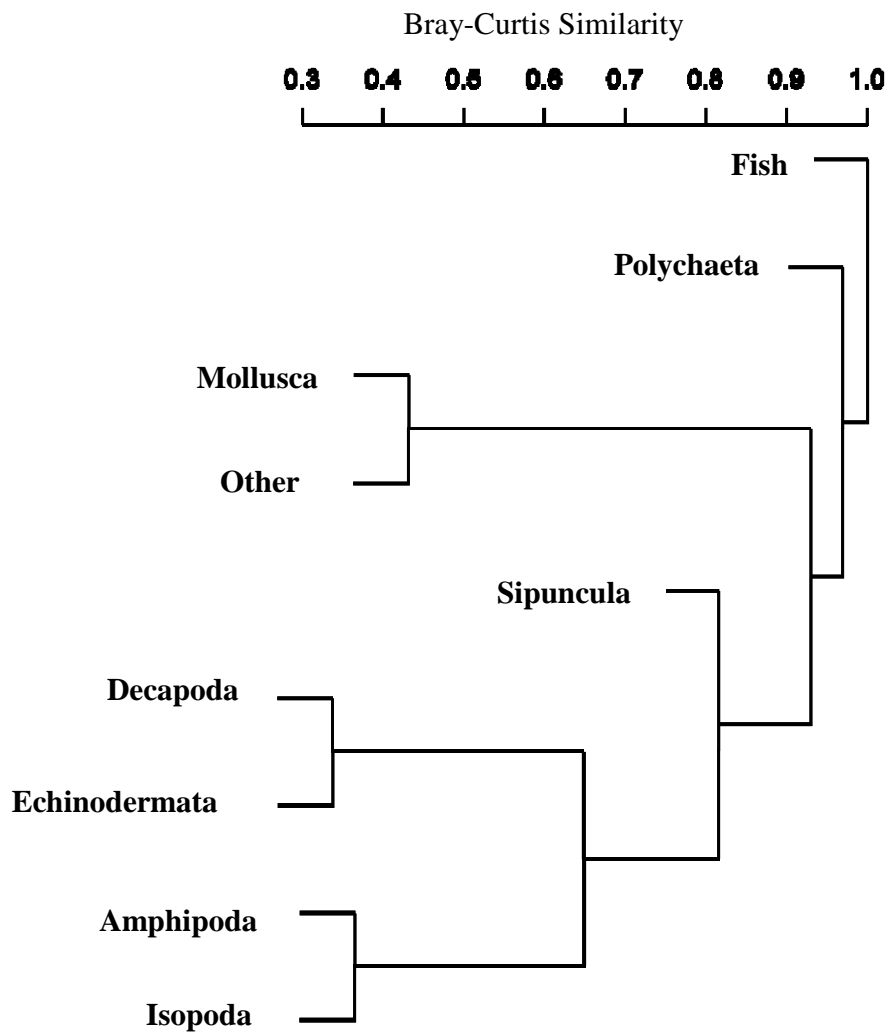 Bray-Curtis Similarity
0.3 0.4 0.5 0.6 0.7 0.8 0.9 1.0
Fish
Polychaeta
Mollusca
Other
Sipuncula
Decapoda
Echinodermata
Amphipoda
Isopoda